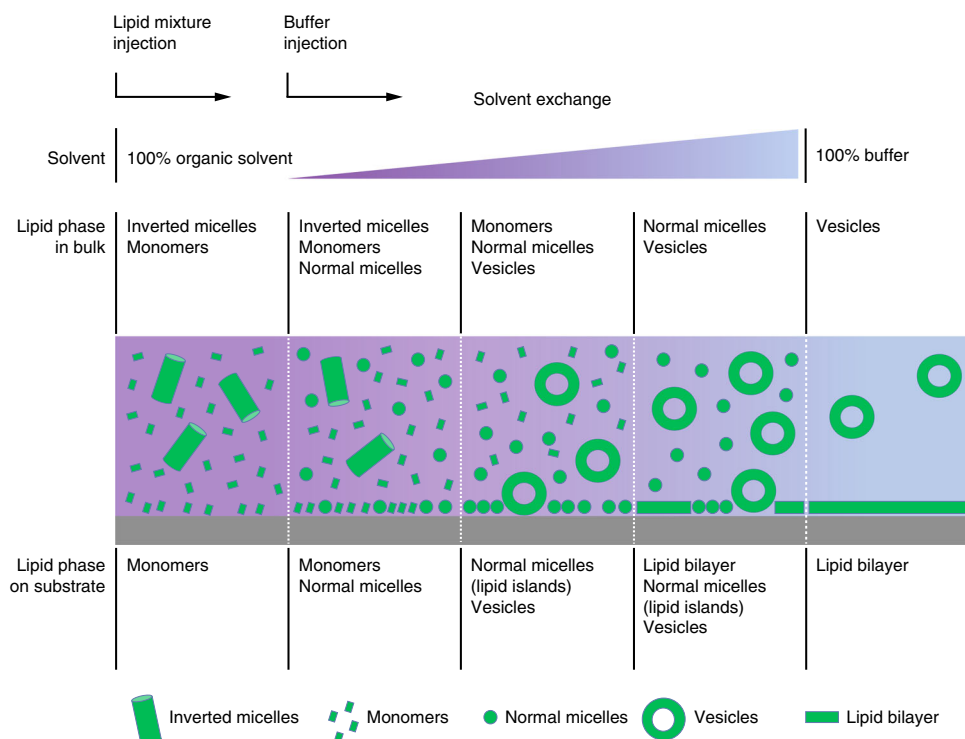 Lipid mixture
injection
Buffer
injection
Solvent exchange
Solvent
100% organic solvent
100% buffer
Lipid phase
in bulk
Inverted micelles
Monomers
Inverted micelles
Monomers
Normal micelles
Monomers
Normal micelles
Vesicles
Normal micelles
Vesicles
Vesicles
Lipid phase
on substrate
Monomers
Monomers
Normal micelles
Normal micelles
(lipid islands)
Vesicles
Lipid bilayer
Normal micelles
(lipid islands)
Vesicles
Lipid bilayer
Inverted micelles
Monomers
Normal micelles
Vesicles
Lipid bilayer